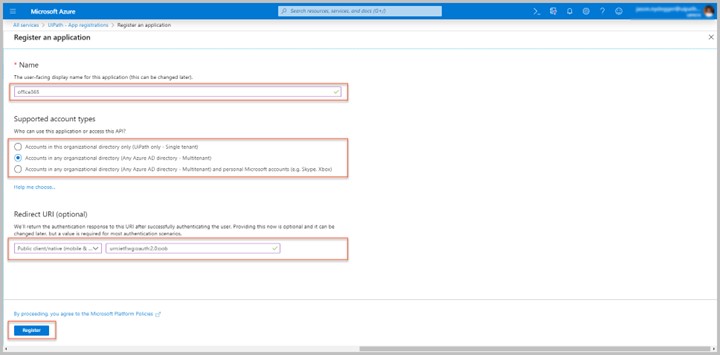 Microsoft Azure
Search resources, services, and docs (G+/)
All services > UiPath - App registrations > Register an application
Register an application
* Name
The user-facing display name for this application (this can be changed later).
office365
Supported account types
Who can use this application or access this API?
Accounts in this organizational directory only (UiPath only - Single tenant)
Accounts in any organizational directory (Any Azure AD directory - Multitenant)
Accounts in any organizational directory (Any Azure AD directory - Multitenant) and personal Microsoft accounts (e.g. Skype, Xbox)
Help me choose...
Redirect URI (optional)
We'll return the authentication response to this URI after successfully authenticating the user. Providing this now is optional and it can be
changed later, but a value is required for most authentication scenarios.
Public client/native (mobile & ...
urn:ietf:wg:oauth:2.0:oob
By proceeding, you agree to the Microsoft Platform Policies
Register